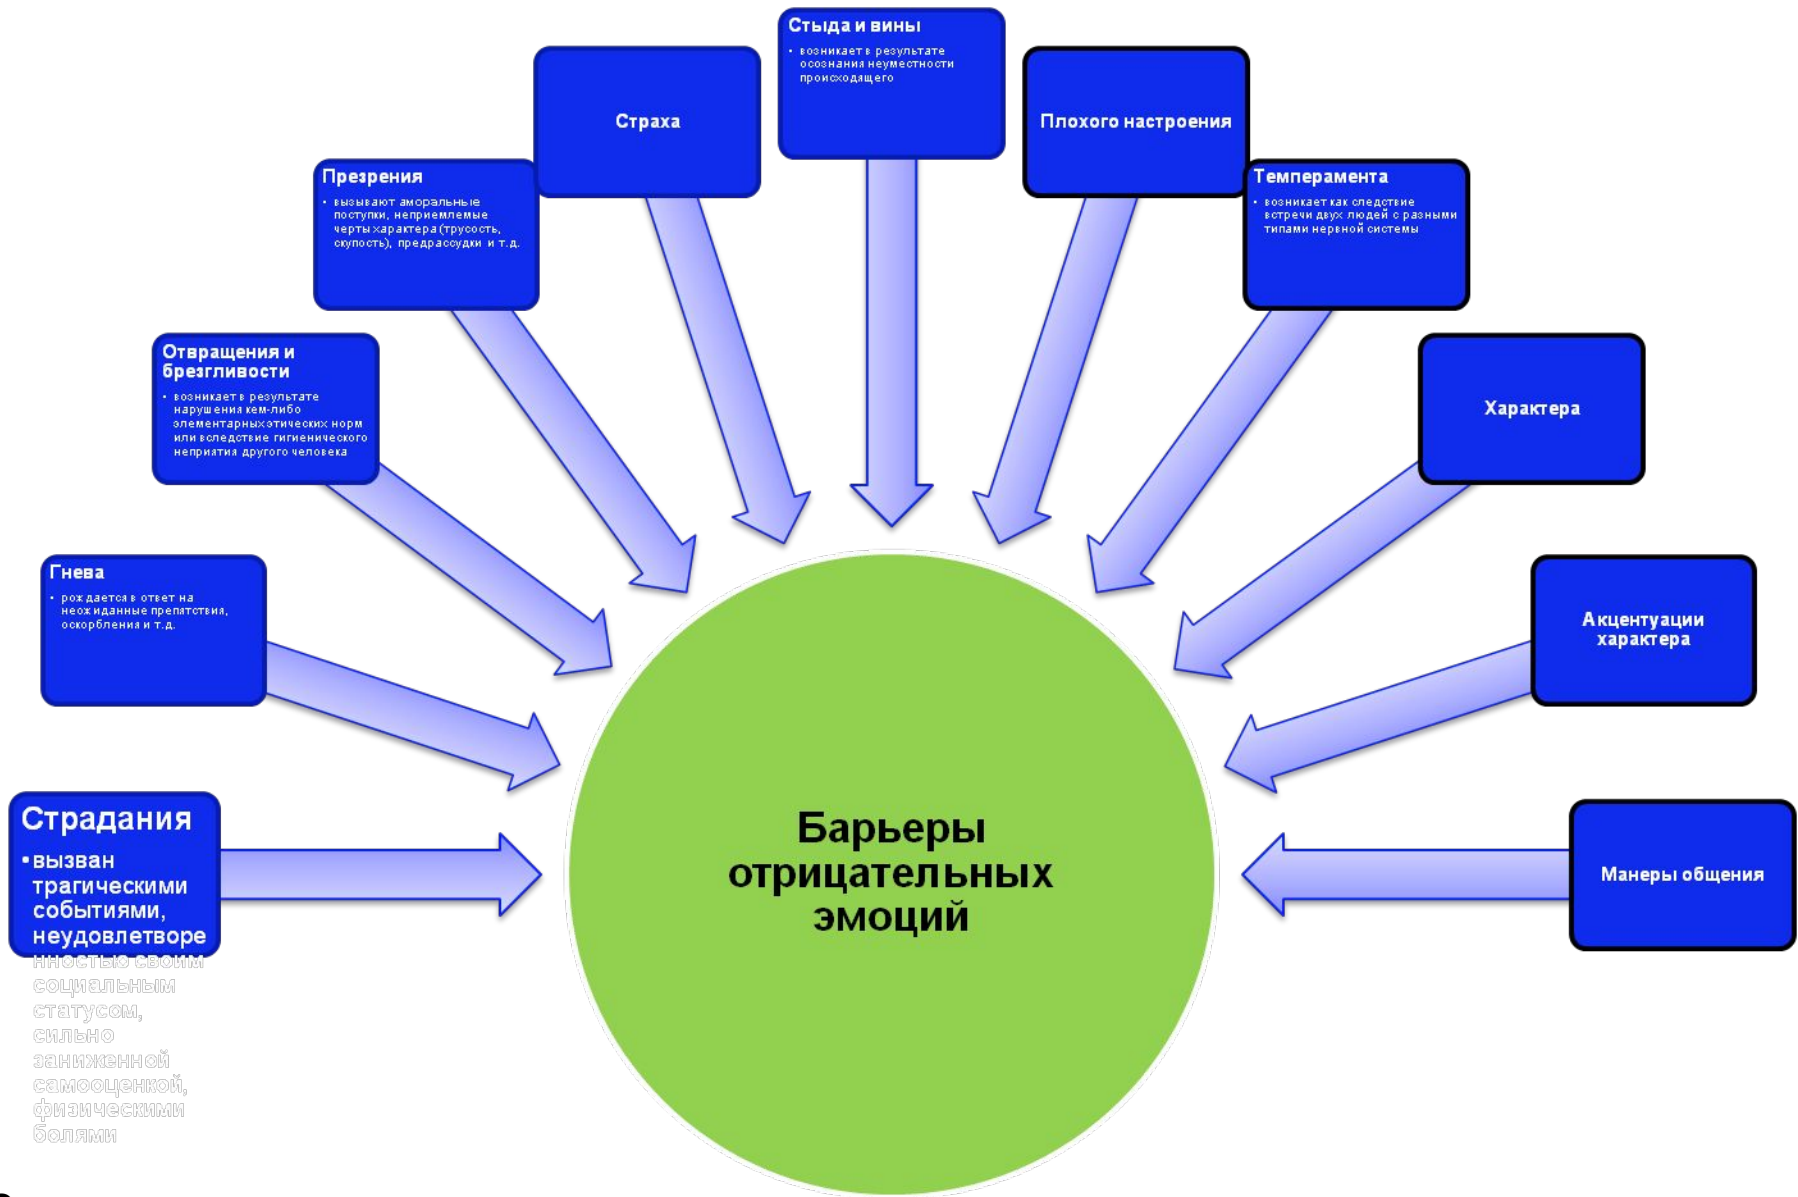 Стыда и вины
• возникает в результате
осознания неуместности
происходящего
Страха
Плохого настроения
Презрения
• вызывают аморальные
поступки, неприемлемые
черты характера (трусость,
скупость), предрассудки и т.д.
Темперамента
• возникает как следствие
встречи двух людей с разными
типами нервной системы
Отвращения и
брезгливости
• возникает в результате
нарушения кем-либо
элементарных этических норм
или вследствие гигиенического
неприятия другого человека
Характера
Гнева
• рождается в ответ на
неожиданные препятствия,
оскорбления и т.д.
Акцентуации
характера
Страдания
• вызван
трагическими
событиями,
неудовлетворе
нностью своим
социальным
статусом,
сильно
заниженной
самооценкой,
физическими
болями
Барьеры
отрицательных
эмоций
Манеры общения